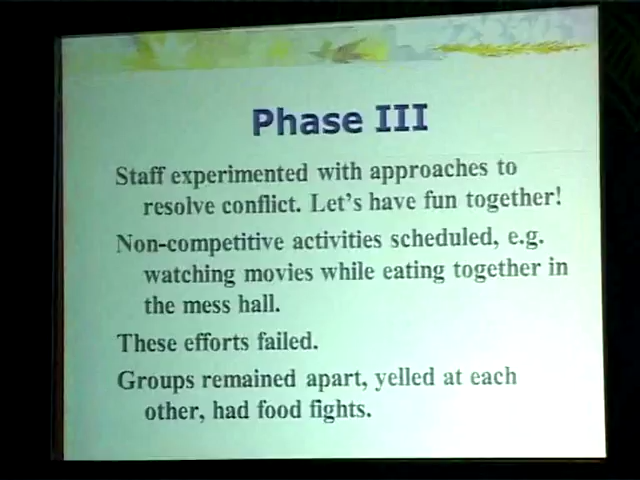 Phase III
Staff experimented with approaches to
resolve conflict. Let's have fun together!
Non-competitive activities scheduled, e.g.
watching movies while eating together in
the mess hall.
These efforts failed.
Groups remained apart, yelled at each
other, had food fights.